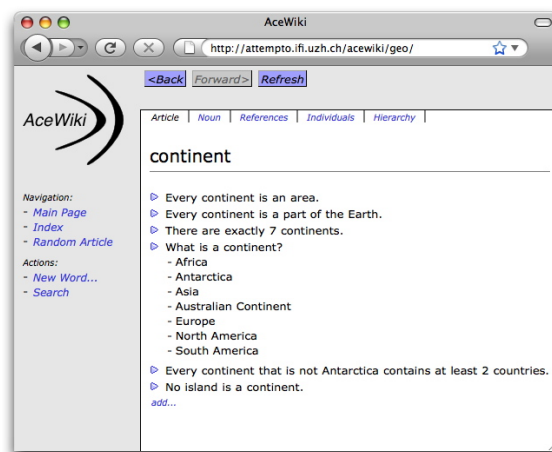 AceWiki
http://attempto.ifi.uzh.ch/acewiki/geo/
<Back Forward> Refresh
AceWiki
Article | Noun | References | Individuals | Hierarchy |
continent
Navigation:
- Main Page
- Index
- Random Article
Actions:
- New Word...
- Search
Every continent is an area.
Every continent is a part of the Earth.
There are exactly 7 continents.
What is a continent?
- Africa
- Antarctica
- Asia
- Australian Continent
- Europe
- North America
- South America
Every continent that is not Antarctica contains at least 2 countries.
No island is a continent.
add...